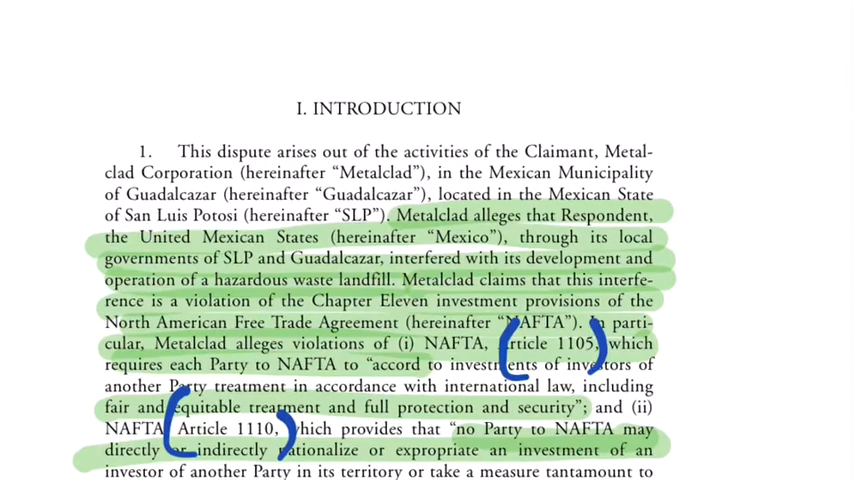 I. INTRODUCTION
1. This dispute arises out of the activities of the Claimant, Metal-
clad Corporation (hereinafter “Metalclad”), in the Mexican Municipality
of Guadalcazar (hereinafter “Guadalcazar”), located in the Mexican State
of San Luis Potosi (hereinafter “SLP”). Metalclad alleges that Respondent,
the United Mexican States (hereinafter “Mexico”), through its local
governments of SLP and Guadalcazar, interfered with its development and
operation of a hazardous waste landfill. Metalclad claims that this interfe-
rence is a violation of the Chapter Eleven investment provisions of the
North American Free Trade Agreement (hereinafter “NAFTA”). In parti-
cular, Metalclad alleges violations of (i) NAFTA, Article 1105, which
requires each Party to NAFTA to “accord to investments of investors of
another Party treatment in accordance with international law, including
fair and equitable treatment and full protection and security”; and (ii)
NAFTA, Article 1110, which provides that “no Party to NAFTA may
directly or indirectly nationalize or expropriate an investment of an
investor of another Party in its territory or take a measure tantamount to